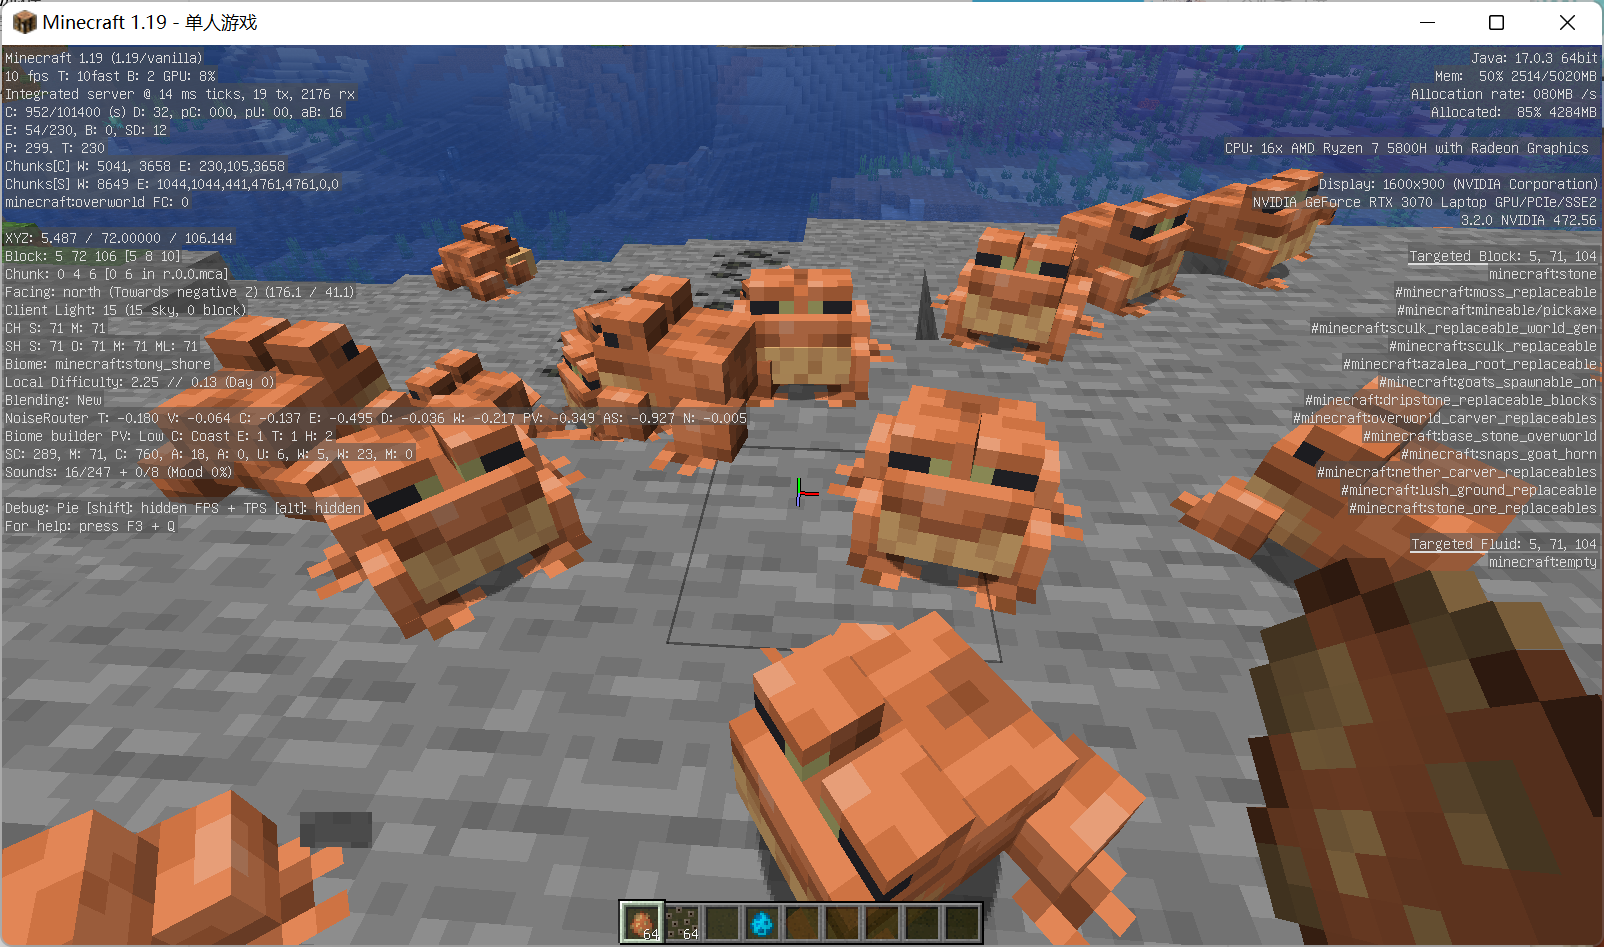 Minecraft 1.19 - 单人游戏
Minecraft 1.19 (1.19/vanilla)
10 fps T: 10fast B: 2 GPU: 8%
Integrated server @ 14 ms ticks, 19 tx, 2176 rx
C: 952/101400 (s) D: 32, pC: 000, pU: 00, aB: 16
E: 54/230, B: 0, SD: 12
P: 299. T: 230
Chunks[C] W: 5041, 3658 E: 230,105,3658
Chunks[S] W: 8649 E: 1044,1044,441,4761,4761,0,0
minecraft:overworld FC: 0
XYZ: 5.487 / 72.00000 / 106.144
Block: 5 72 106 [5 8 10]
Chunk: 0 4 6 [0 6 in r.0.0.mca]
Facing: north (Towards negative Z) (176.1 / 41.1)
Client Light: 15 (15 sky, 0 block)
CH S: 71 M: 71
SH S: 71 O: 71 M: 71 ML: 71
Biome: minecraft:stony_shore
Local Difficulty: 2.25 // 0.13 (Day 0)
Blending: New
NoiseRouter T: -0.180 V: -0.064 C: -0.137 E: -0.495 D: -0.036 W: -0.217 PV: -0.349 AS: -0.927 N: -0.005
Biome builder PV: Low C: Coast E: 1 T: 1 H: 2
SC: 289, M: 71, C: 760, A: 18, A: 0, U: 6, W: 5, W: 23, M: 0
Sounds: 16/247 + 0/8 (Mood 0%)
Debug: Pie [shift]: hidden FPS + TPS [alt]: hidden
For help: press F3 + Q
Java: 17.0.3 64bit
Mem: 50% 2514/5020MB
Allocation rate: 080MB /s
Allocated: 85% 4284MB
CPU: 16x AMD Ryzen 7 5800H with Radeon Graphics
Display: 1600x900 (NVIDIA Corporation)
NVIDIA GeForce RTX 3070 Laptop GPU/PCIe/SSE2
3.2.0 NVIDIA 472.56
Targeted Block: 5, 71, 104
minecraft:stone
#minecraft:moss_replaceable
#minecraft:mineable/pickaxe
#minecraft:sculk_replaceable_world_gen
#minecraft:sculk_replaceable
#minecraft:azalea_root_replaceable
#minecraft:goats_spawnable_on
#minecraft:dripstone_replaceable_blocks
#minecraft:overworld_carver_replaceables
#minecraft:base_stone_overworld
#minecraft:snaps_goat_horn
#minecraft:nether_carver_replaceables
#minecraft:lush_ground_replaceable
#minecraft:stone_ore_replaceables
Targeted Fluid: 5, 71, 104
minecraft:empty
64 64